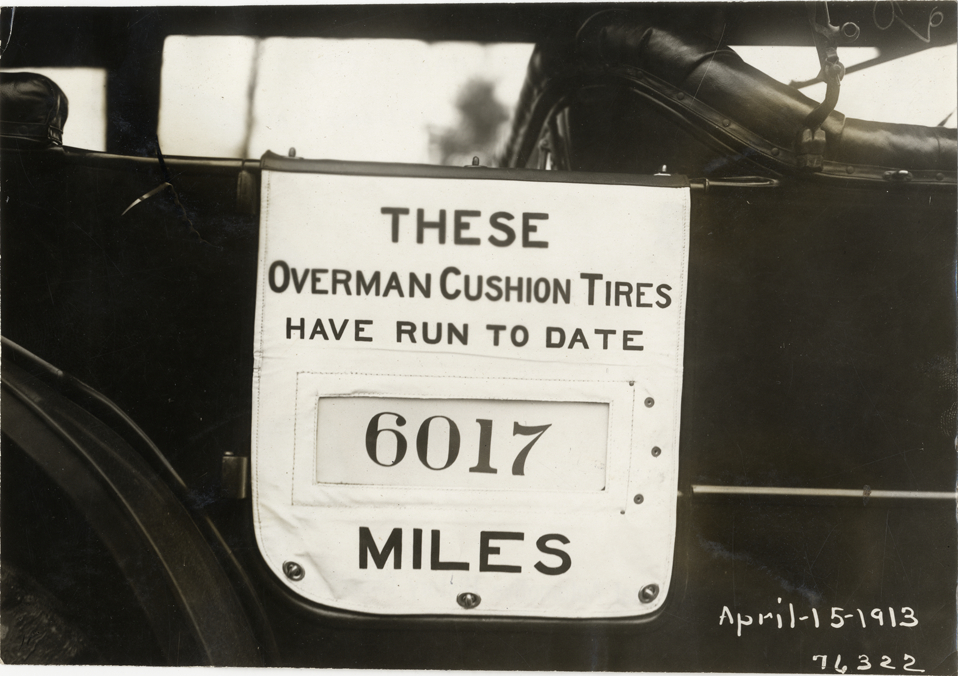 THESE
OVERMAN CUSHION TIRES
HAVE RUN TO DATE
6017
MILES
April-15-1913
76322